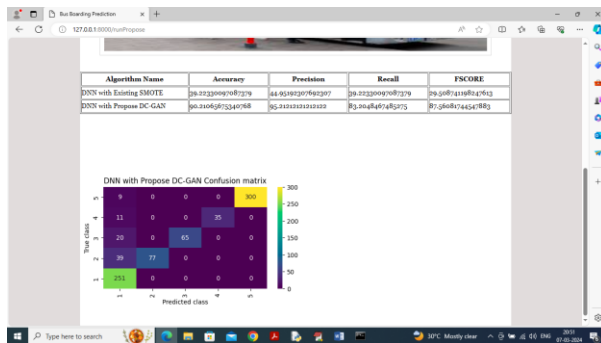 Bus Boarding Prediction
127.0.0.1:8000/runPropose
Algorithm Name Accuracy Precision Recall FSCORE
DNN with Existing SMOTE 39.22330097087379 44.95192307692307 39.22330097087379 29.508741198247613
DNN with Propose DC-GAN 90.21065675340768 95.21212121212122 83.2048467485275 87.56081744547883
DNN with Propose DC-GAN Confusion matrix
5 9 0 0 0 300
4 11 0 0 35 0
3 20 0 65 0 0
2 39 77 0 0 0
1 251 0 0 0 0
300
250
200
150
100
50
0
True class
1 2 3 4 5
Predicted class
Type here to search
30°C Mostly clear
ENG
20:51
07-03-2024